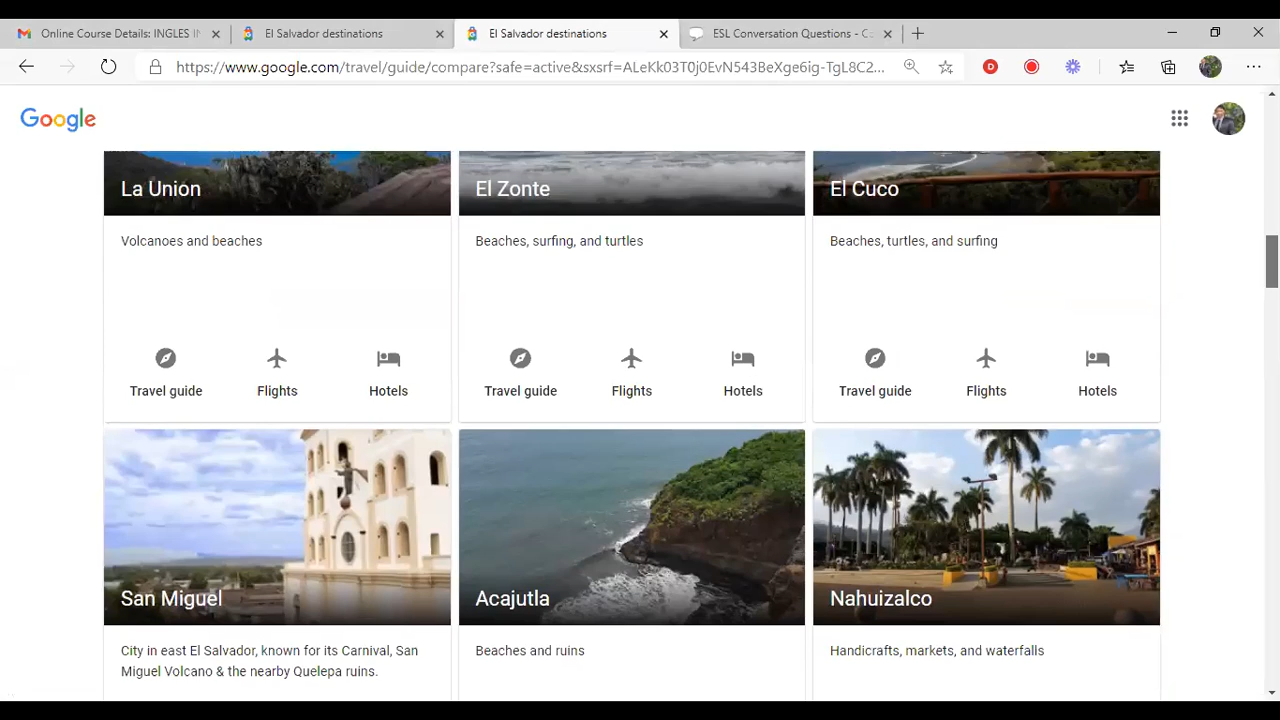 Online Course Details: INGLES IN
El Salvador destinations
El Salvador destinations
ESL Conversation Questions - Co
https://www.google.com/travel/guide/compare?safe=active&sxsrf=ALeKk03T0j0EvN543BeXge6ig-TgL8C2...
Google
La Union
El Zonte
El Cuco
Volcanoes and beaches
Beaches, surfing, and turtles
Beaches, turtles, and surfing
Travel guide
Flights
Hotels
Travel guide
Flights
Hotels
Travel guide
Flights
Hotels
San Miguel
Acajutla
Nahuizalco
City in east El Salvador, known for its Carnival, San
Miguel Volcano & the nearby Quelepa ruins.
Beaches and ruins
Handicrafts, markets, and waterfalls